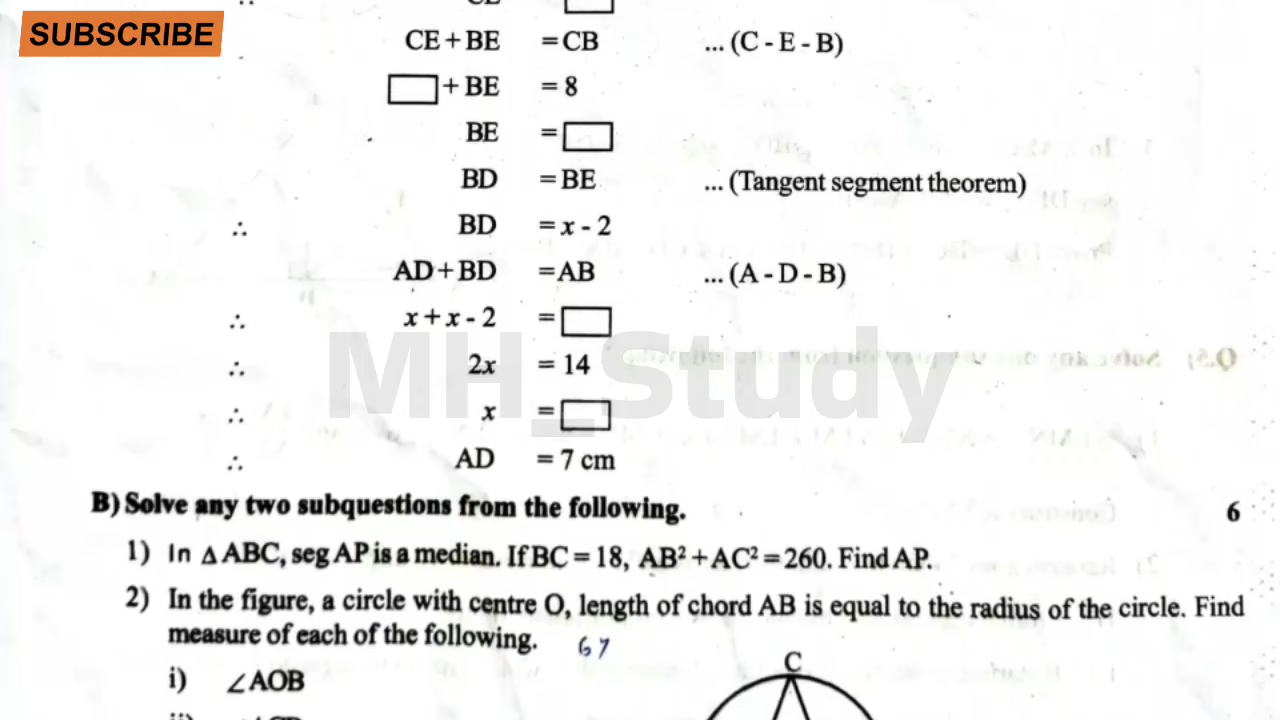 SUBSCRIBE
CE + BE = CB ... (C - E - B)
□ + BE = 8
BE = □
BD = BE ... (Tangent segment theorem)
∴ BD = x - 2
AD + BD = AB ... (A - D - B)
∴ x + x - 2 = □
∴ 2x = 14
∴ x = □
∴ AD = 7 cm
MH_Study
B) Solve any two subquestions from the following. 6
1) In △ ABC, seg AP is a median. If BC = 18, AB² + AC² = 260. Find AP.
2) In the figure, a circle with centre O, length of chord AB is equal to the radius of the circle. Find
measure of each of the following. 67
C
i) ∠AOB